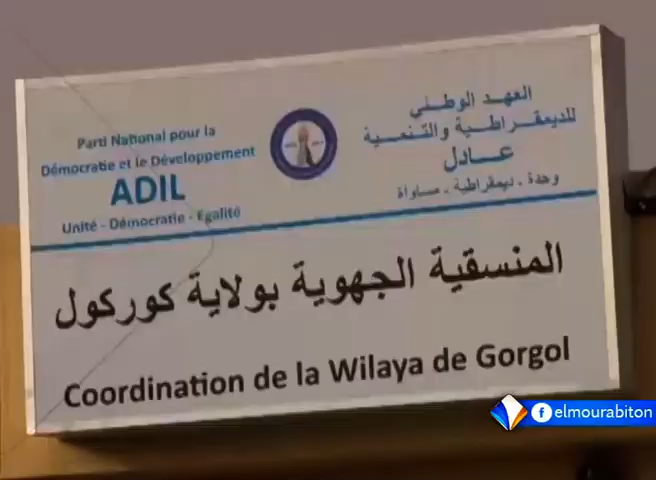 Parti National pour la
Démocratie et le Développement
ADIL
Unité - Démocratie - Egalité
العهد الوطني
للديمقراطية والتنمية
عادل
وحدة - ديمقراطية - مساواة
المنسقية الجهوية بولاية كوركول
Coordination de la Wilaya de Gorgol
elmourabiton